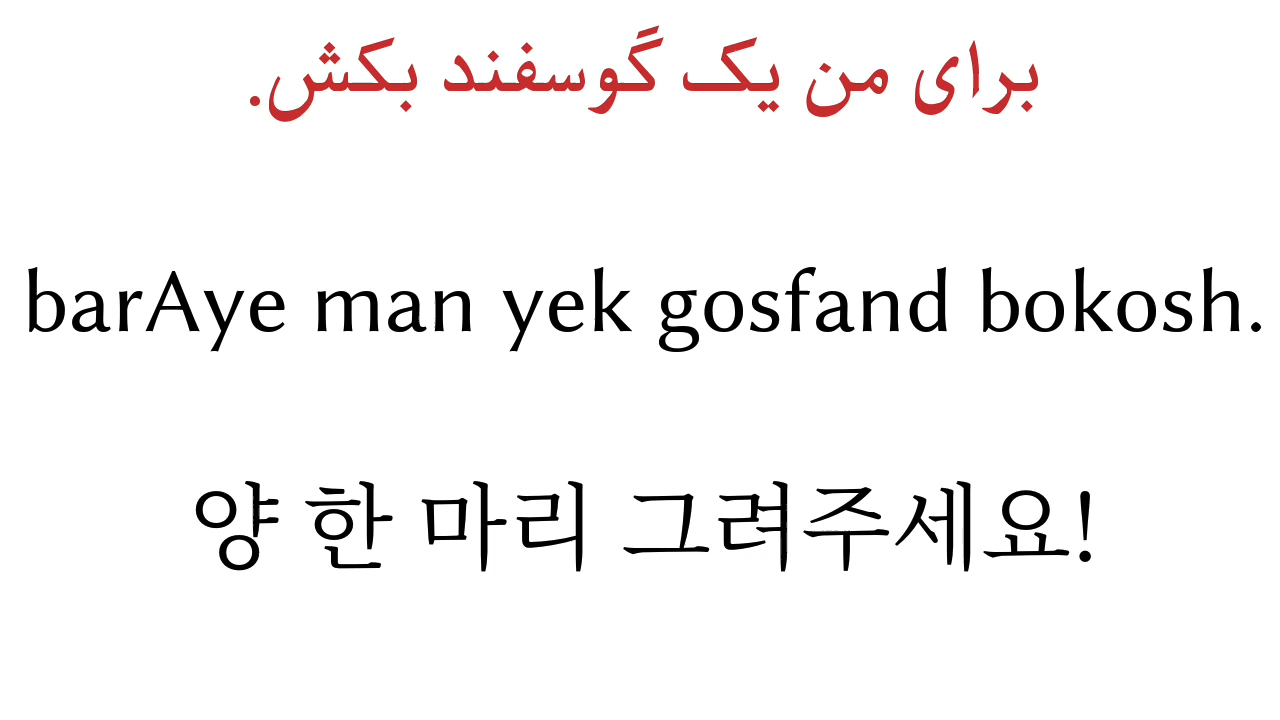 برای من یک گوسفند بکش.
barAye man yek gosfand bokosh.
양 한 마리 그려주세요!